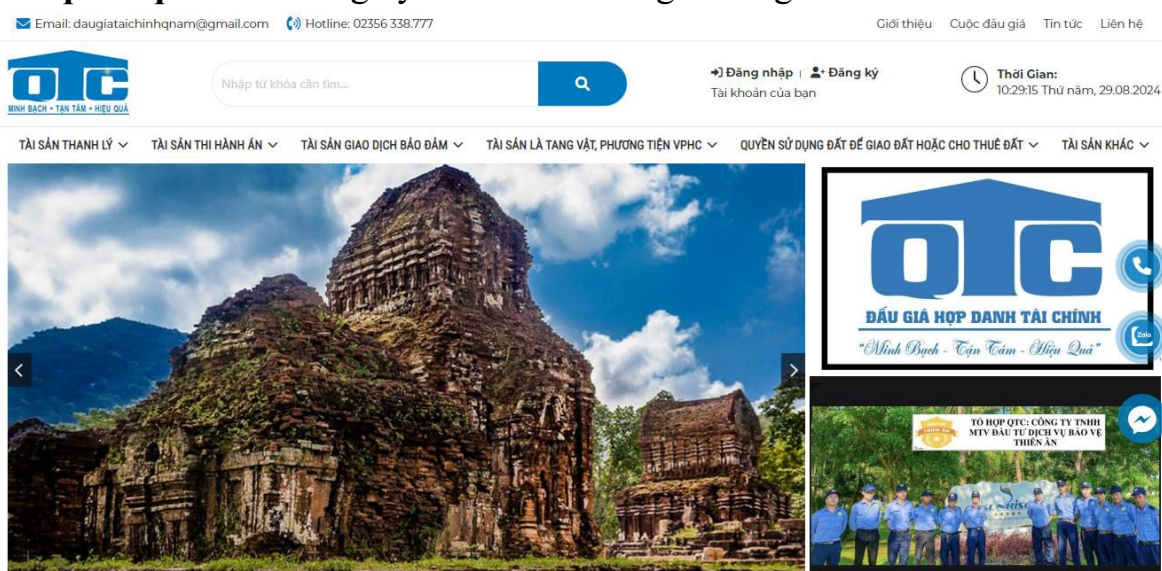 Email: daugiataichinhqnam@gmail.com Hotline: 02356 338.777 Giới thiệu Cuộc đấu giá Tin tức Liên hệ
QTC
MINH BẠCH • TẬN TÂM • HIỆU QUẢ
Nhập từ khóa cần tìm...
Đăng nhập | Đăng ký
Tài khoản của bạn
Thời Gian:
10:29:15 Thứ năm, 29.08.2024
TÀI SẢN THANH LÝ TÀI SẢN THI HÀNH ÁN TÀI SẢN GIAO DỊCH BẢO ĐẢM TÀI SẢN LÀ TANG VẬT, PHƯƠNG TIỆN VPHC QUYỀN SỬ DỤNG ĐẤT ĐỂ GIAO ĐẤT HOẶC CHO THUÊ ĐẤT TÀI SẢN KHÁC
QTC
ĐẤU GIÁ HỢP DANH TÀI CHÍNH
"Minh Bạch - Tận Tâm - Hiệu Quả"
Zalo
TỔ HỢP QTC: CÔNG TY TNHH
MTV ĐẦU TƯ DỊCH VỤ BẢO VỆ
THIÊN ÂN